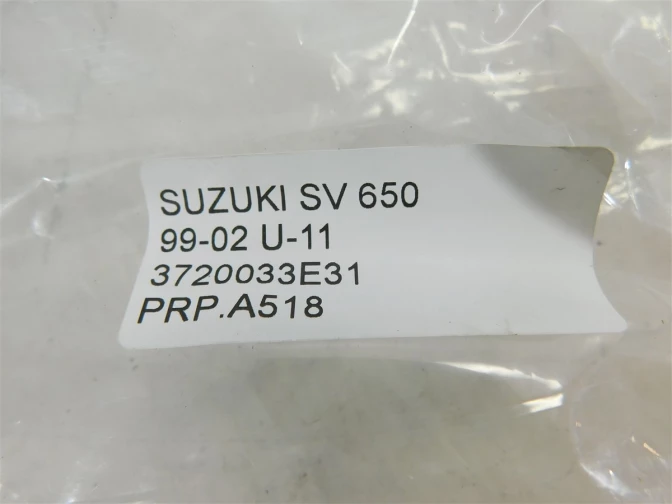 SUZUKI SV 650
99-02 U-11
3720033E31
PRP.A518